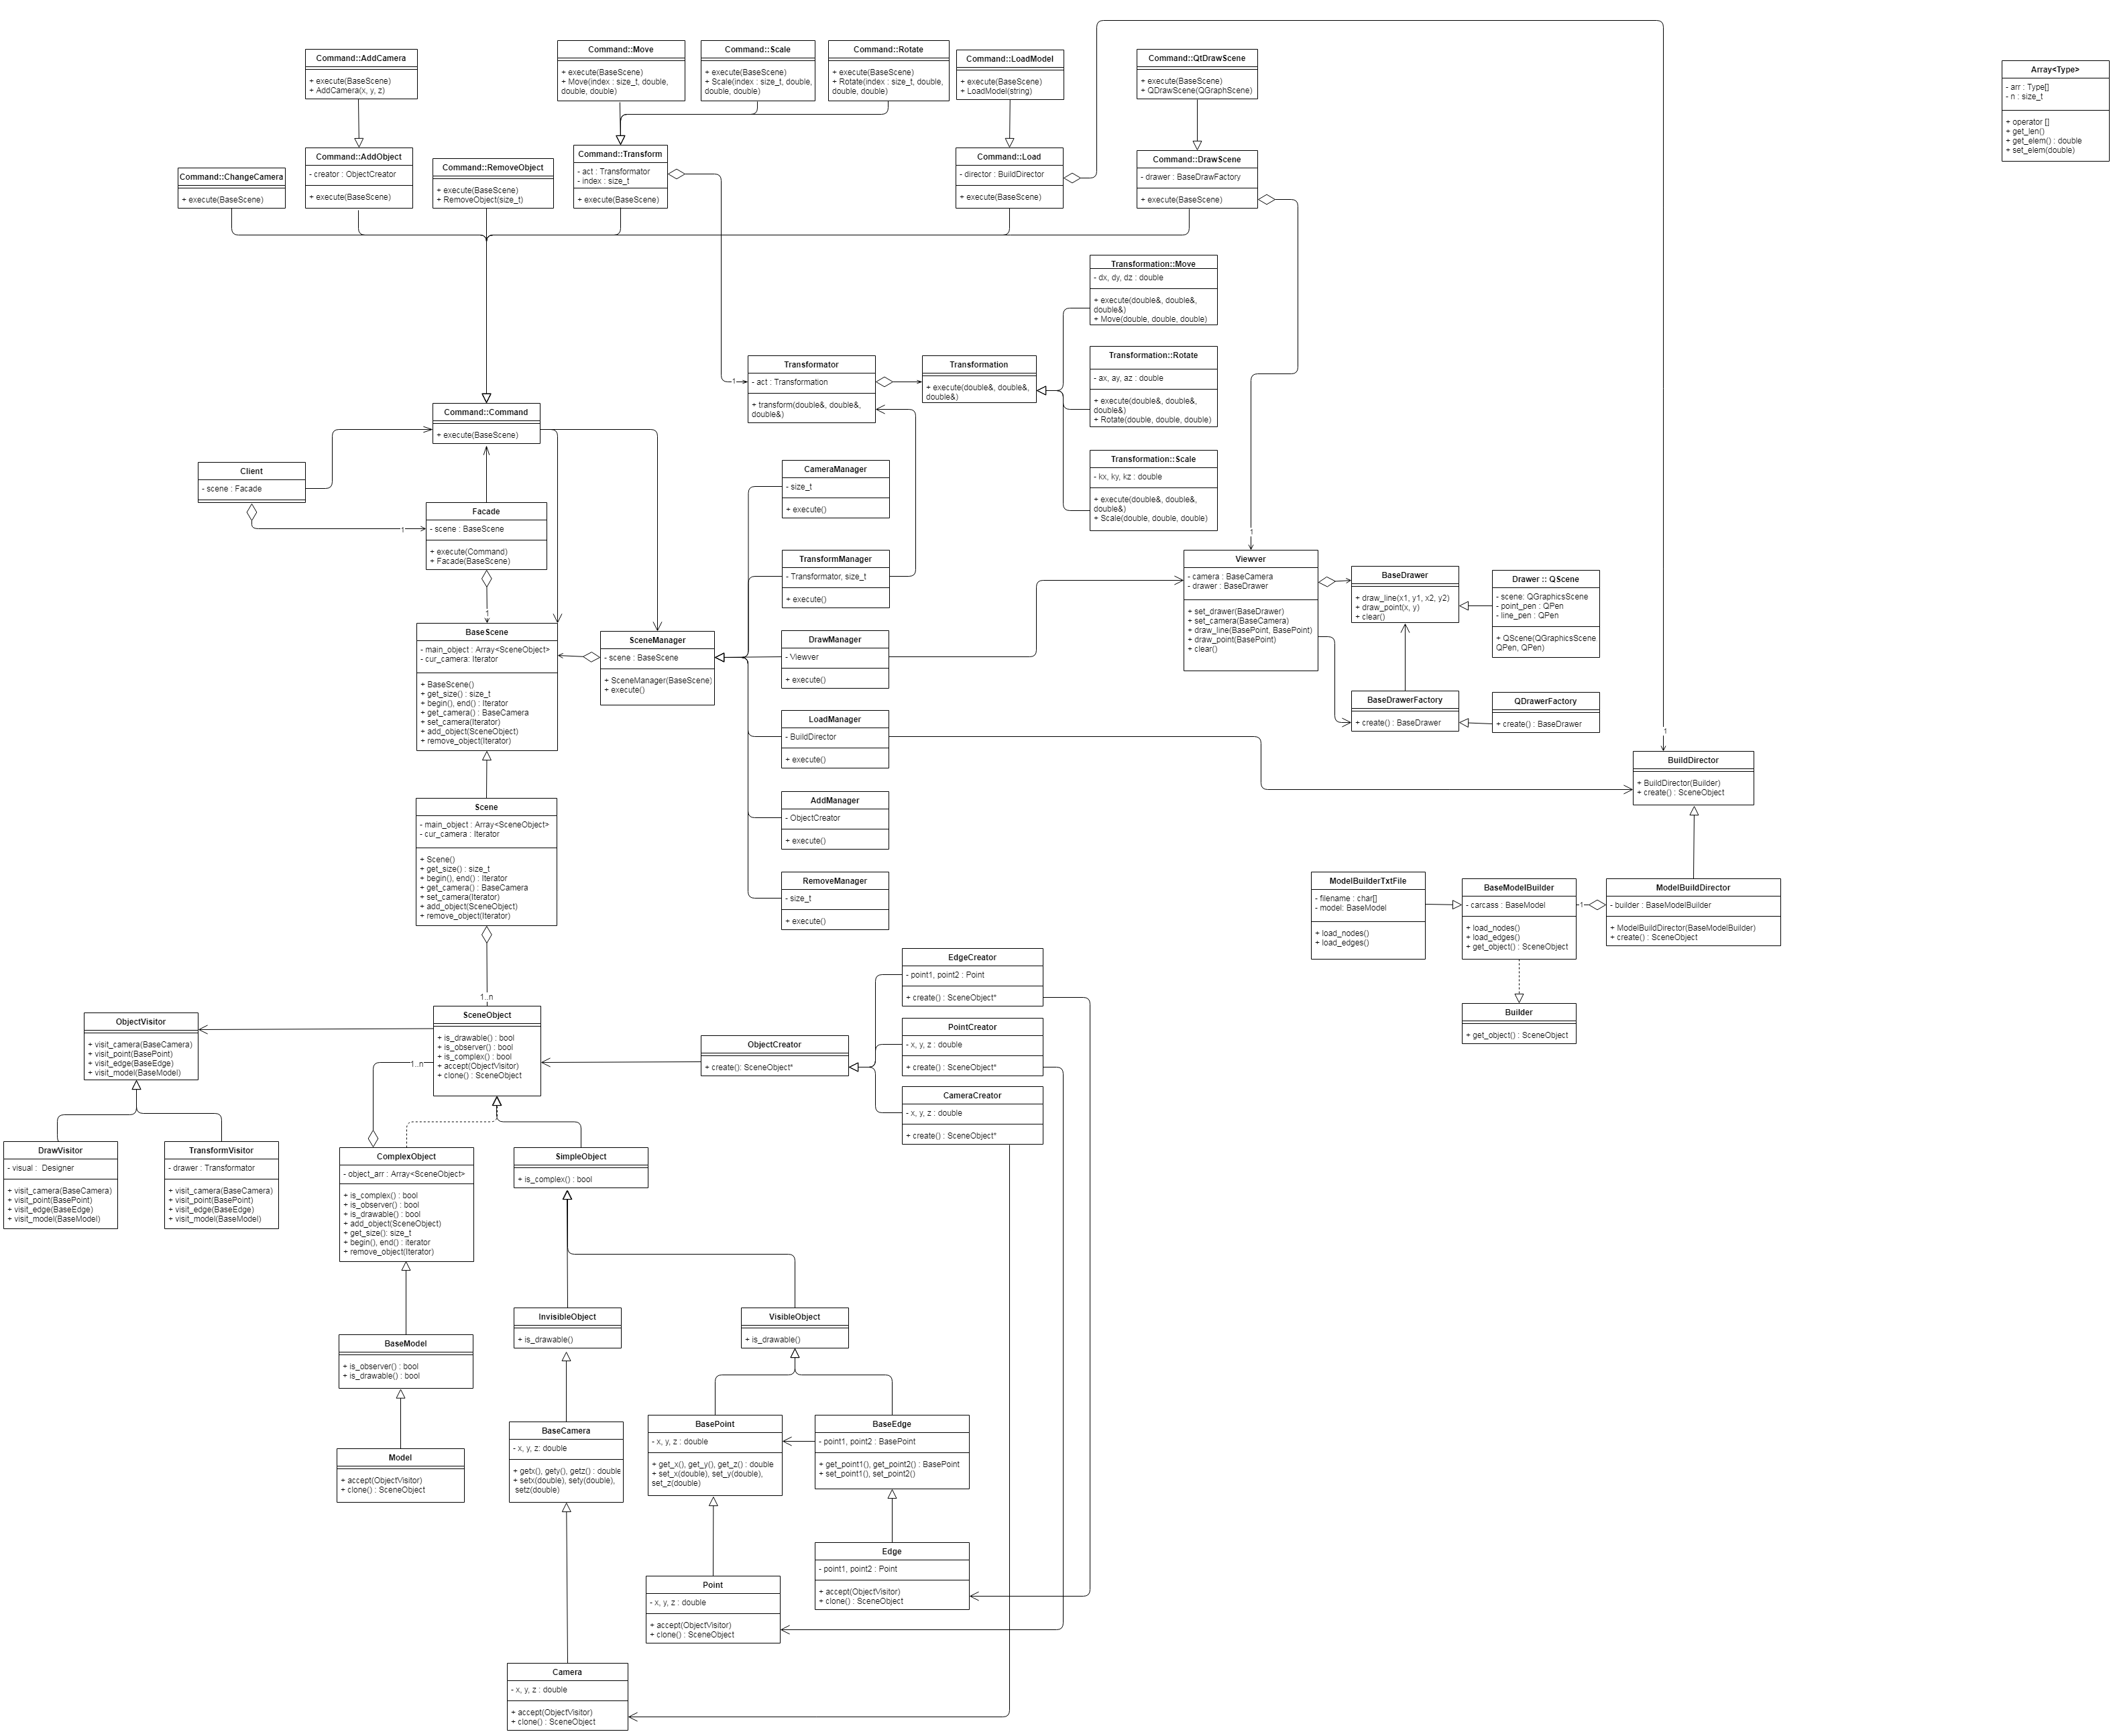 Command::AddCamera
+ execute(BaseScene)
+ AddCamera(x, y, z)
Command::Move
+ execute(BaseScene)
+ Move(index : size_t, double,
double, double)
Command::Scale
+ execute(BaseScene)
+ Scale(index : size_t, double,
double, double)
Command::Rotate
+ execute(BaseScene)
+ Rotate(index : size_t, double,
double, double)
Command::LoadModel
+ execute(BaseScene)
+ LoadModel(string)
Command::QtDrawScene
+ execute(BaseScene)
+ QDrawScene(QGraphScene)
Array<Type>
- arr : Type[]
- n : size_t
+ operator []
+ get_len()
+ get_elem() : double
+ set_elem(double)
Command::ChangeCamera
+ execute(BaseScene)
Command::AddObject
- creator : ObjectCreator
+ execute(BaseScene)
Command::RemoveObject
+ execute(BaseScene)
+ RemoveObject(size_t)
Command::Transform
- act : Transformator
- index : size_t
+ execute(BaseScene)
Command::Load
- director : BuildDirector
+ execute(BaseScene)
Command::DrawScene
- drawer : BaseDrawFactory
+ execute(BaseScene)
Transformation::Move
- dx, dy, dz : double
+ execute(double&, double&,
double&)
+ Move(double, double, double)
Transformator
- act : Transformation
+ transform(double&, double&,
double&)
1
Transformation
+ execute(double&, double&,
double&)
Transformation::Rotate
- ax, ay, az : double
+ execute(double&, double&,
double&)
+ Rotate(double, double, double)
Transformation::Scale
- kx, ky, kz : double
+ execute(double&, double&,
double&)
+ Scale(double, double, double)
Command::Command
+ execute(BaseScene)
Client
- scene : Facade
1
Facade
- scene : BaseScene
+ execute(Command)
+ Facade(BaseScene)
1
CameraManager
- size_t
+ execute()
TransformManager
- Transformator, size_t
+ execute()
1
Viewver
- camera : BaseCamera
- drawer : BaseDrawer
+ set_drawer(BaseDrawer)
+ set_camera(BaseCamera)
+ draw_line(BasePoint, BasePoint)
+ draw_point(BasePoint)
+ clear()
BaseDrawer
+ draw_line(x1, y1, x2, y2)
+ draw_point(x, y)
+ clear()
Drawer :: QScene
- scene: QGraphicsScene
- point_pen : QPen
- line_pen : QPen
+ QScene(QGraphicsScene
QPen, QPen)
BaseScene
- main_object : Array<SceneObject>
- cur_camera: Iterator
+ BaseScene()
+ get_size() : size_t
+ begin(), end() : Iterator
+ get_camera() : BaseCamera
+ set_camera(Iterator)
+ add_object(SceneObject)
+ remove_object(Iterator)
SceneManager
- scene : BaseScene
+ SceneManager(BaseScene)
+ execute()
DrawManager
- Viewver
+ execute()
BaseDrawerFactory
+ create() : BaseDrawer
QDrawerFactory
+ create() : BaseDrawer
LoadManager
- BuildDirector
+ execute()
1
BuildDirector
+ BuildDirector(Builder)
+ create() : SceneObject
Scene
- main_object : Array<SceneObject>
- cur_camera : Iterator
+ Scene()
+ get_size() : size_t
+ begin(), end() : Iterator
+ get_camera() : BaseCamera
+ set_camera(Iterator)
+ add_object(SceneObject)
+ remove_object(Iterator)
AddManager
- ObjectCreator
+ execute()
RemoveManager
- size_t
+ execute()
ModelBuilderTxtFile
- filename : char[]
- model: BaseModel
+ load_nodes()
+ load_edges()
BaseModelBuilder
- carcass : BaseModel
+ load_nodes()
+ load_edges()
+ get_object() : SceneObject
1
ModelBuildDirector
- builder : BaseModelBuilder
+ ModelBuildDirector(BaseModelBuilder)
+ create() : SceneObject
Builder
+ get_object() : SceneObject
1..n
EdgeCreator
- point1, point2 : Point
+ create() : SceneObject*
ObjectVisitor
+ visit_camera(BaseCamera)
+ visit_point(BasePoint)
+ visit_edge(BaseEdge)
+ visit_model(BaseModel)
SceneObject
+ is_drawable() : bool
+ is_observer() : bool
+ is_complex() : bool
+ accept(ObjectVisitor)
+ clone() : SceneObject
1..n
ObjectCreator
+ create(): SceneObject*
PointCreator
- x, y, z : double
+ create() : SceneObject*
CameraCreator
- x, y, z : double
+ create() : SceneObject*
DrawVisitor
- visual :  Designer
+ visit_camera(BaseCamera)
+ visit_point(BasePoint)
+ visit_edge(BaseEdge)
+ visit_model(BaseModel)
TransformVisitor
- drawer : Transformator
+ visit_camera(BaseCamera)
+ visit_point(BasePoint)
+ visit_edge(BaseEdge)
+ visit_model(BaseModel)
ComplexObject
- object_arr : Array<SceneObject>
+ is_complex() : bool
+ is_observer() : bool
+ is_drawable() : bool
+ add_object(SceneObject)
+ get_size(): size_t
+ begin(), end() : iterator
+ remove_object(Iterator)
SimpleObject
+ is_complex() : bool
InvisibleObject
+ is_drawable()
VisibleObject
+ is_drawable()
BaseModel
+ is_observer() : bool
+ is_drawable() : bool
Model
+ accept(ObjectVisitor)
+ clone() : SceneObject
BaseCamera
- x, y, z: double
+ getx(), gety(), getz() : double
+ setx(double), sety(double),
setz(double)
BasePoint
- x, y, z : double
+ get_x(), get_y(), get_z() : double
+ set_x(double), set_y(double),
set_z(double)
BaseEdge
- point1, point2 : BasePoint
+ get_point1(), get_point2() : BasePoint
+ set_point1(), set_point2()
Edge
- point1, point2 : Point
+ accept(ObjectVisitor)
+ clone() : SceneObject
Point
- x, y, z : double
+ accept(ObjectVisitor)
+ clone() : SceneObject
Camera
- x, y, z : double
+ accept(ObjectVisitor)
+ clone() : SceneObject